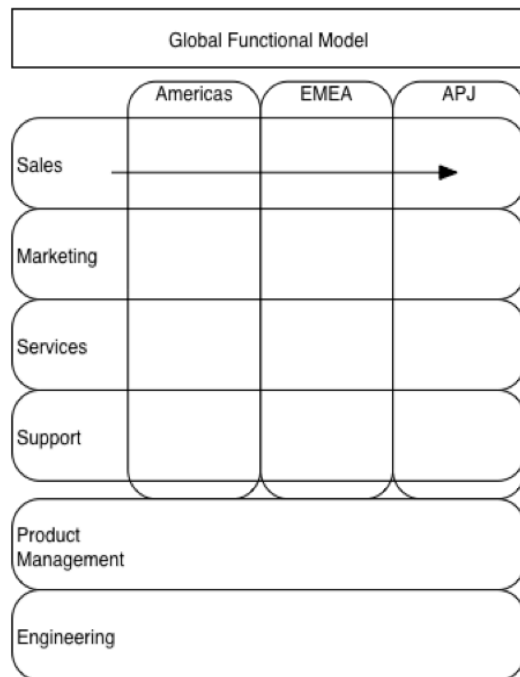 Global Functional Model
Americas EMEA APJ
Sales
Marketing
Services
Support
Product
Management
Engineering